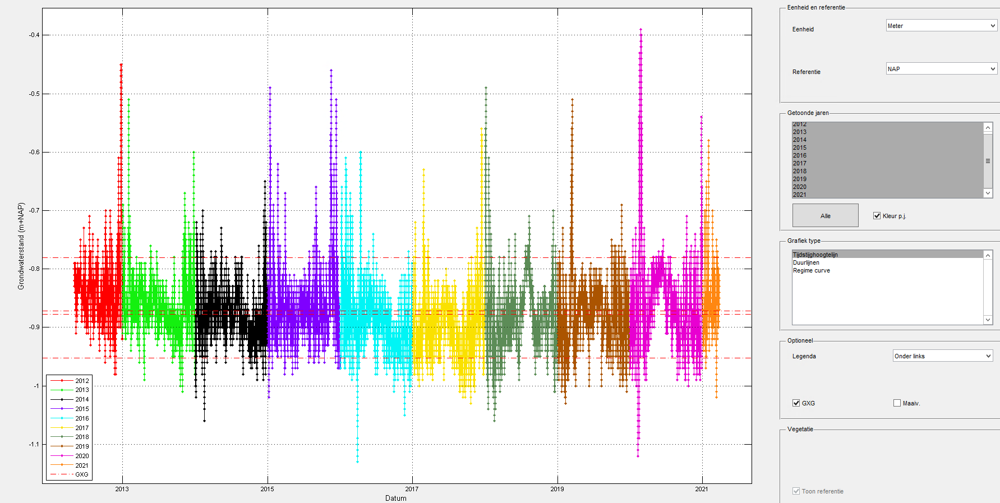 -0.4
-0.5
-0.6
-0.7
-0.8
-0.9
-1
-1.1
Grondwaterstand (m+NAP)
2012
2013
2014
2015
2016
2017
2018
2019
2020
2021
GXG
2013
2015
2017
2019
2021
Datum
Eenheid en referentie
Eenheid
Meter
Referentie
NAP
Getoonde jaren
2012
2013
2014
2015
2016
2017
2018
2019
2020
2021
Alle
Kleur p.j.
Grafiek type
Tijdstijghoogtelijn
Duurlijnen
Regime curve
Optioneel
Legenda
Onder links
GXG
Maaiv.
Vegetatie
Toon referentie